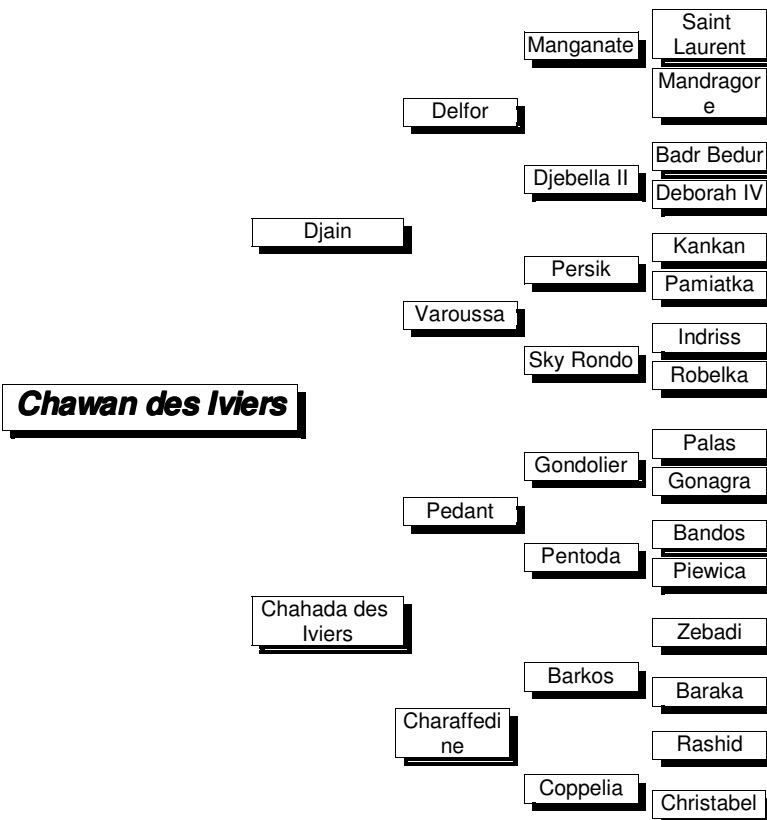 Saint
Laurent
Manganate
Mandragor
e
Delfor
Badr Bedur
Djebella II
Deborah IV
Djain
Kankan
Persik
Pamiatka
Varoussa
Indriss
Sky Rondo
Robelka
Chawan des Iviers
Palas
Gondolier
Gonagra
Pedant
Bandos
Pentoda
Piewica
Chahada des
Iviers
Zebadi
Barkos
Baraka
Charaffedi
ne
Rashid
Coppelia
Christabel